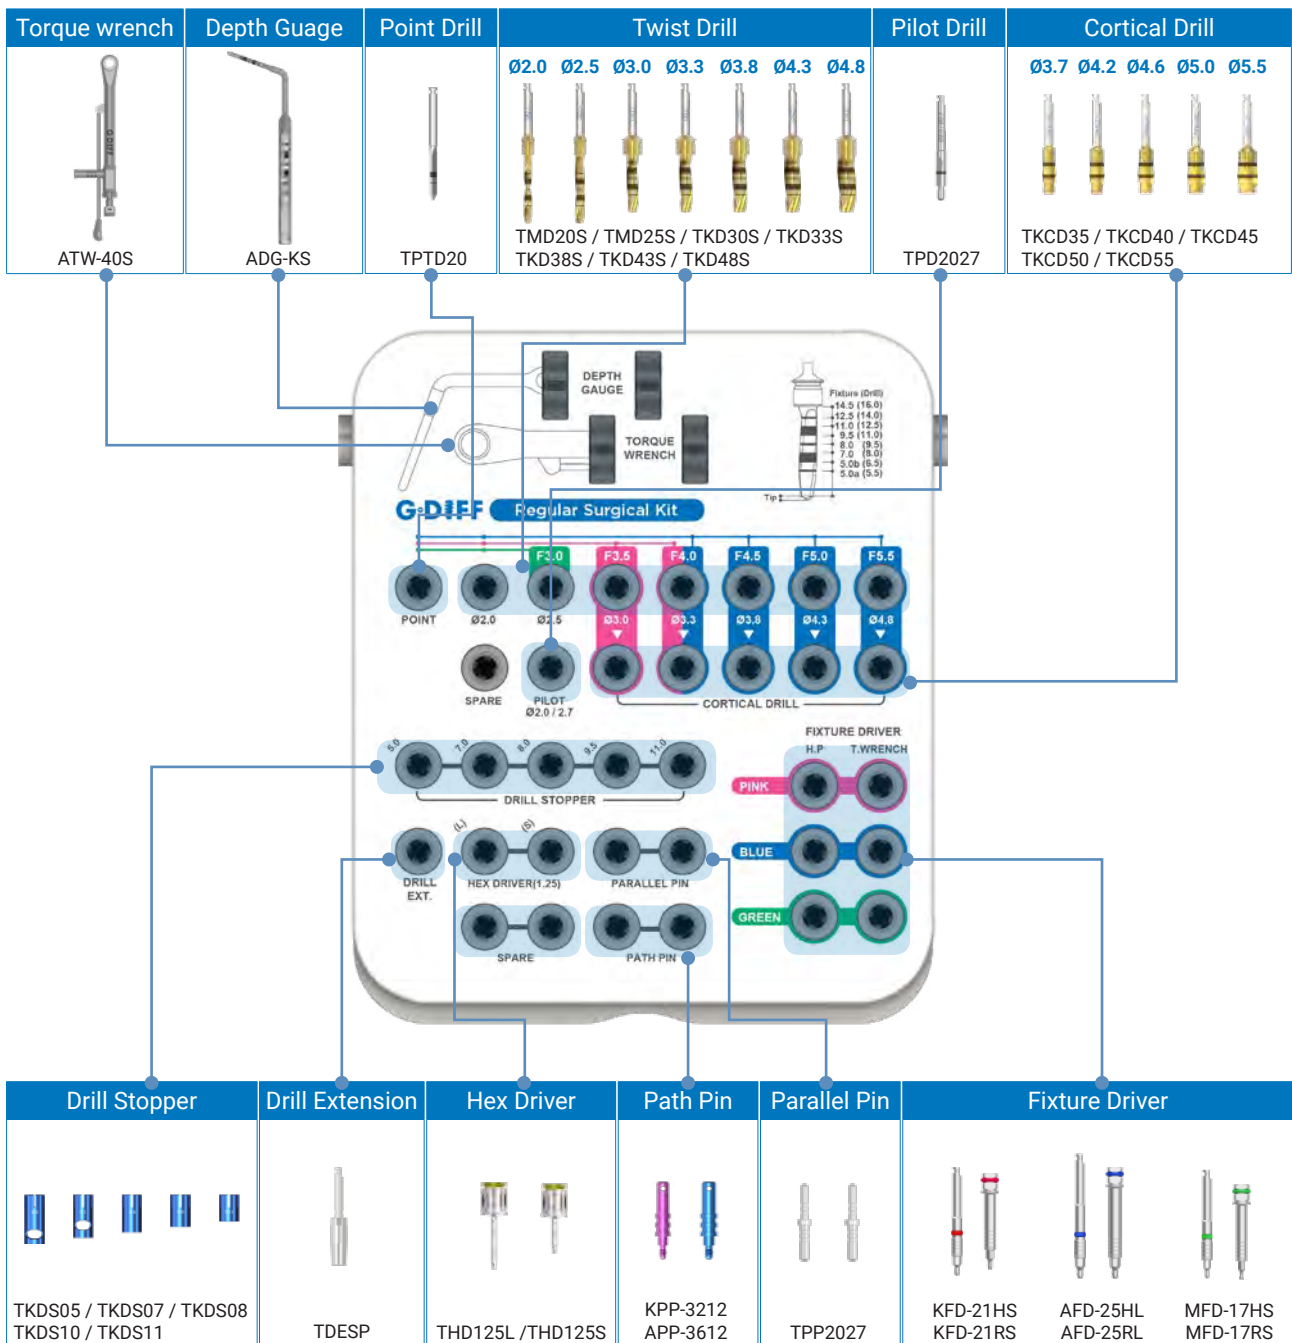 Torque wrench
Depth Guage
Point Drill
Twist Drill
Pilot Drill
Cortical Drill
Ø2.0 Ø2.5 Ø3.0 Ø3.3 Ø3.8 Ø4.3 Ø4.8
Ø3.7 Ø4.2 Ø4.6 Ø5.0 Ø5.5
ATW-40S
ADG-KS
TPTD20
TMD20S / TMD25S / TKD30S / TKD33S
TKD38S / TKD43S / TKD48S
TPD2027
TKCD35 / TKCD40 / TKCD45
TKCD50 / TKCD55
DEPTH
GAUGE
TORQUE
WRENCH
Fixture (Drill)
14.5 (16.0)
12.5 (14.0)
11.0 (12.5)
9.5 (11.0)
8.0 (9.5)
7.0 (8.0)
5.0b (6.5)
5.0a (5.5)
Tip
G-DIFF Regular Surgical Kit
F3.0 F3.5 F4.0 F4.5 F5.0 F5.5
POINT Ø2.0 Ø2.5 Ø3.0 Ø3.3 Ø3.8 Ø4.3 Ø4.8
SPARE
PILOT
Ø2.0 / 2.7
CORTICAL DRILL
5.0 7.0 8.0 9.5 11.0
DRILL STOPPER
FIXTURE DRIVER
H.P T.WRENCH
PINK
BLUE
GREEN
(L) (S)
DRILL
EXT.
HEX DRIVER(1.25)
PARALLEL PIN
SPARE
PATH PIN
Drill Stopper
Drill Extension
Hex Driver
Path Pin
Parallel Pin
Fixture Driver
TKDS05 / TKDS07 / TKDS08
TKDS10 / TKDS11
TDESP
THD125L /THD125S
KPP-3212
APP-3612
TPP2027
KFD-21HS
KFD-21RS
AFD-25HL
AFD-25RL
MFD-17HS
MFD-17RS